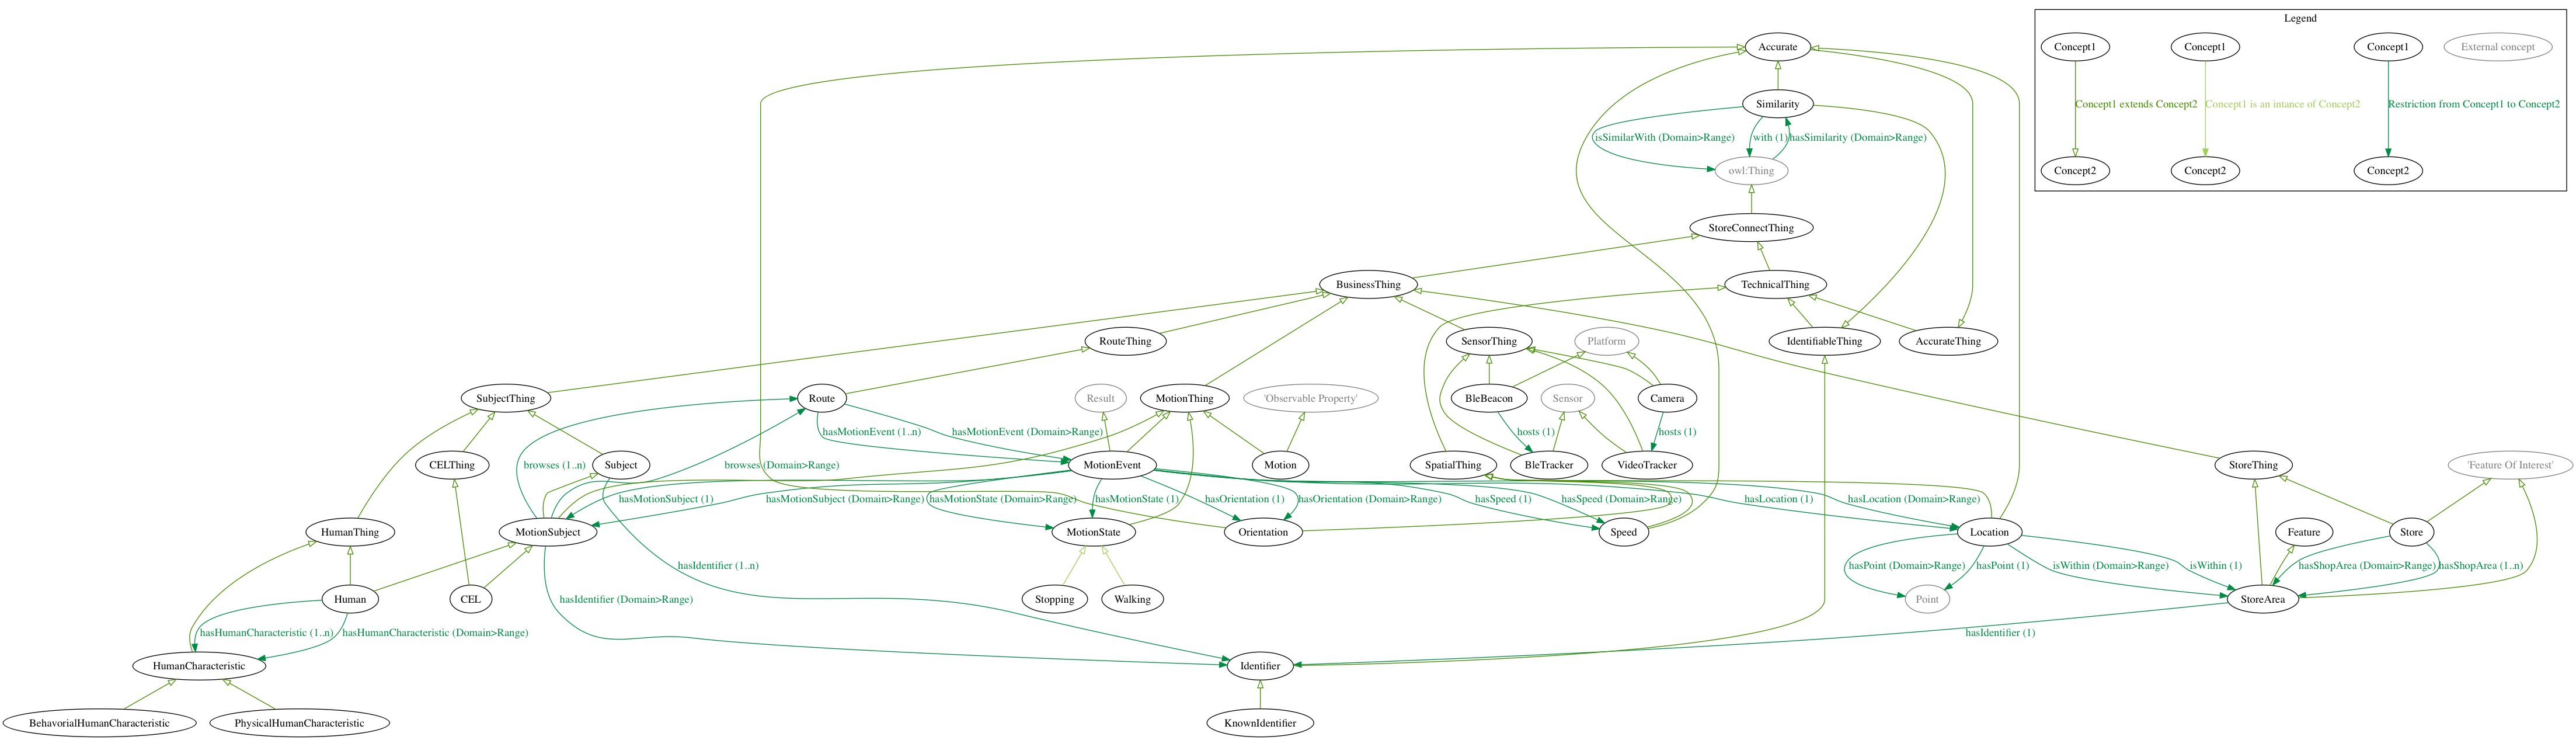 Legend
Accurate
Concept1
Concept1
Concept1
External concept
Similarity
Concept1 extends Concept2
Concept1 is an intance of Concept2
Restriction from Concept1 to Concept2
isSimilarWith (Domain>Range)
with (1)
hasSimilarity (Domain>Range)
owl:Thing
Concept2
Concept2
Concept2
StoreConnectThing
BusinessThing
TechnicalThing
RouteThing
SensorThing
Platform
IdentifiableThing
AccurateThing
SubjectThing
Route
Result
MotionThing
'Observable Property'
BleBeacon
Sensor
Camera
hasMotionEvent (1..n)
hasMotionEvent (Domain>Range)
hosts (1)
hosts (1)
CELThing
browses (1..n)
Subject
browses (Domain>Range)
MotionEvent
Motion
SpatialThing
BleTracker
VideoTracker
StoreThing
'Feature Of Interest'
hasMotionSubject (1)
hasMotionSubject (Domain>Range)
hasMotionState (Domain>Range)
hasMotionState (1)
hasOrientation (1)
hasOrientation (Domain>Range)
hasSpeed (1)
hasSpeed (Domain>Range)
hasLocation (1)
hasLocation (Domain>Range)
HumanThing
MotionSubject
MotionState
Orientation
Speed
Location
Feature
Store
hasIdentifier (1..n)
hasPoint (Domain>Range)
hasPoint (1)
isWithin (Domain>Range)
isWithin (1)
hasShopArea (Domain>Range)
hasShopArea (1..n)
Human
CEL
hasIdentifier (Domain>Range)
Stopping
Walking
Point
StoreArea
hasHumanCharacteristic (1..n)
hasHumanCharacteristic (Domain>Range)
hasIdentifier (1)
HumanCharacteristic
Identifier
BehavorialHumanCharacteristic
PhysicalHumanCharacteristic
KnownIdentifier